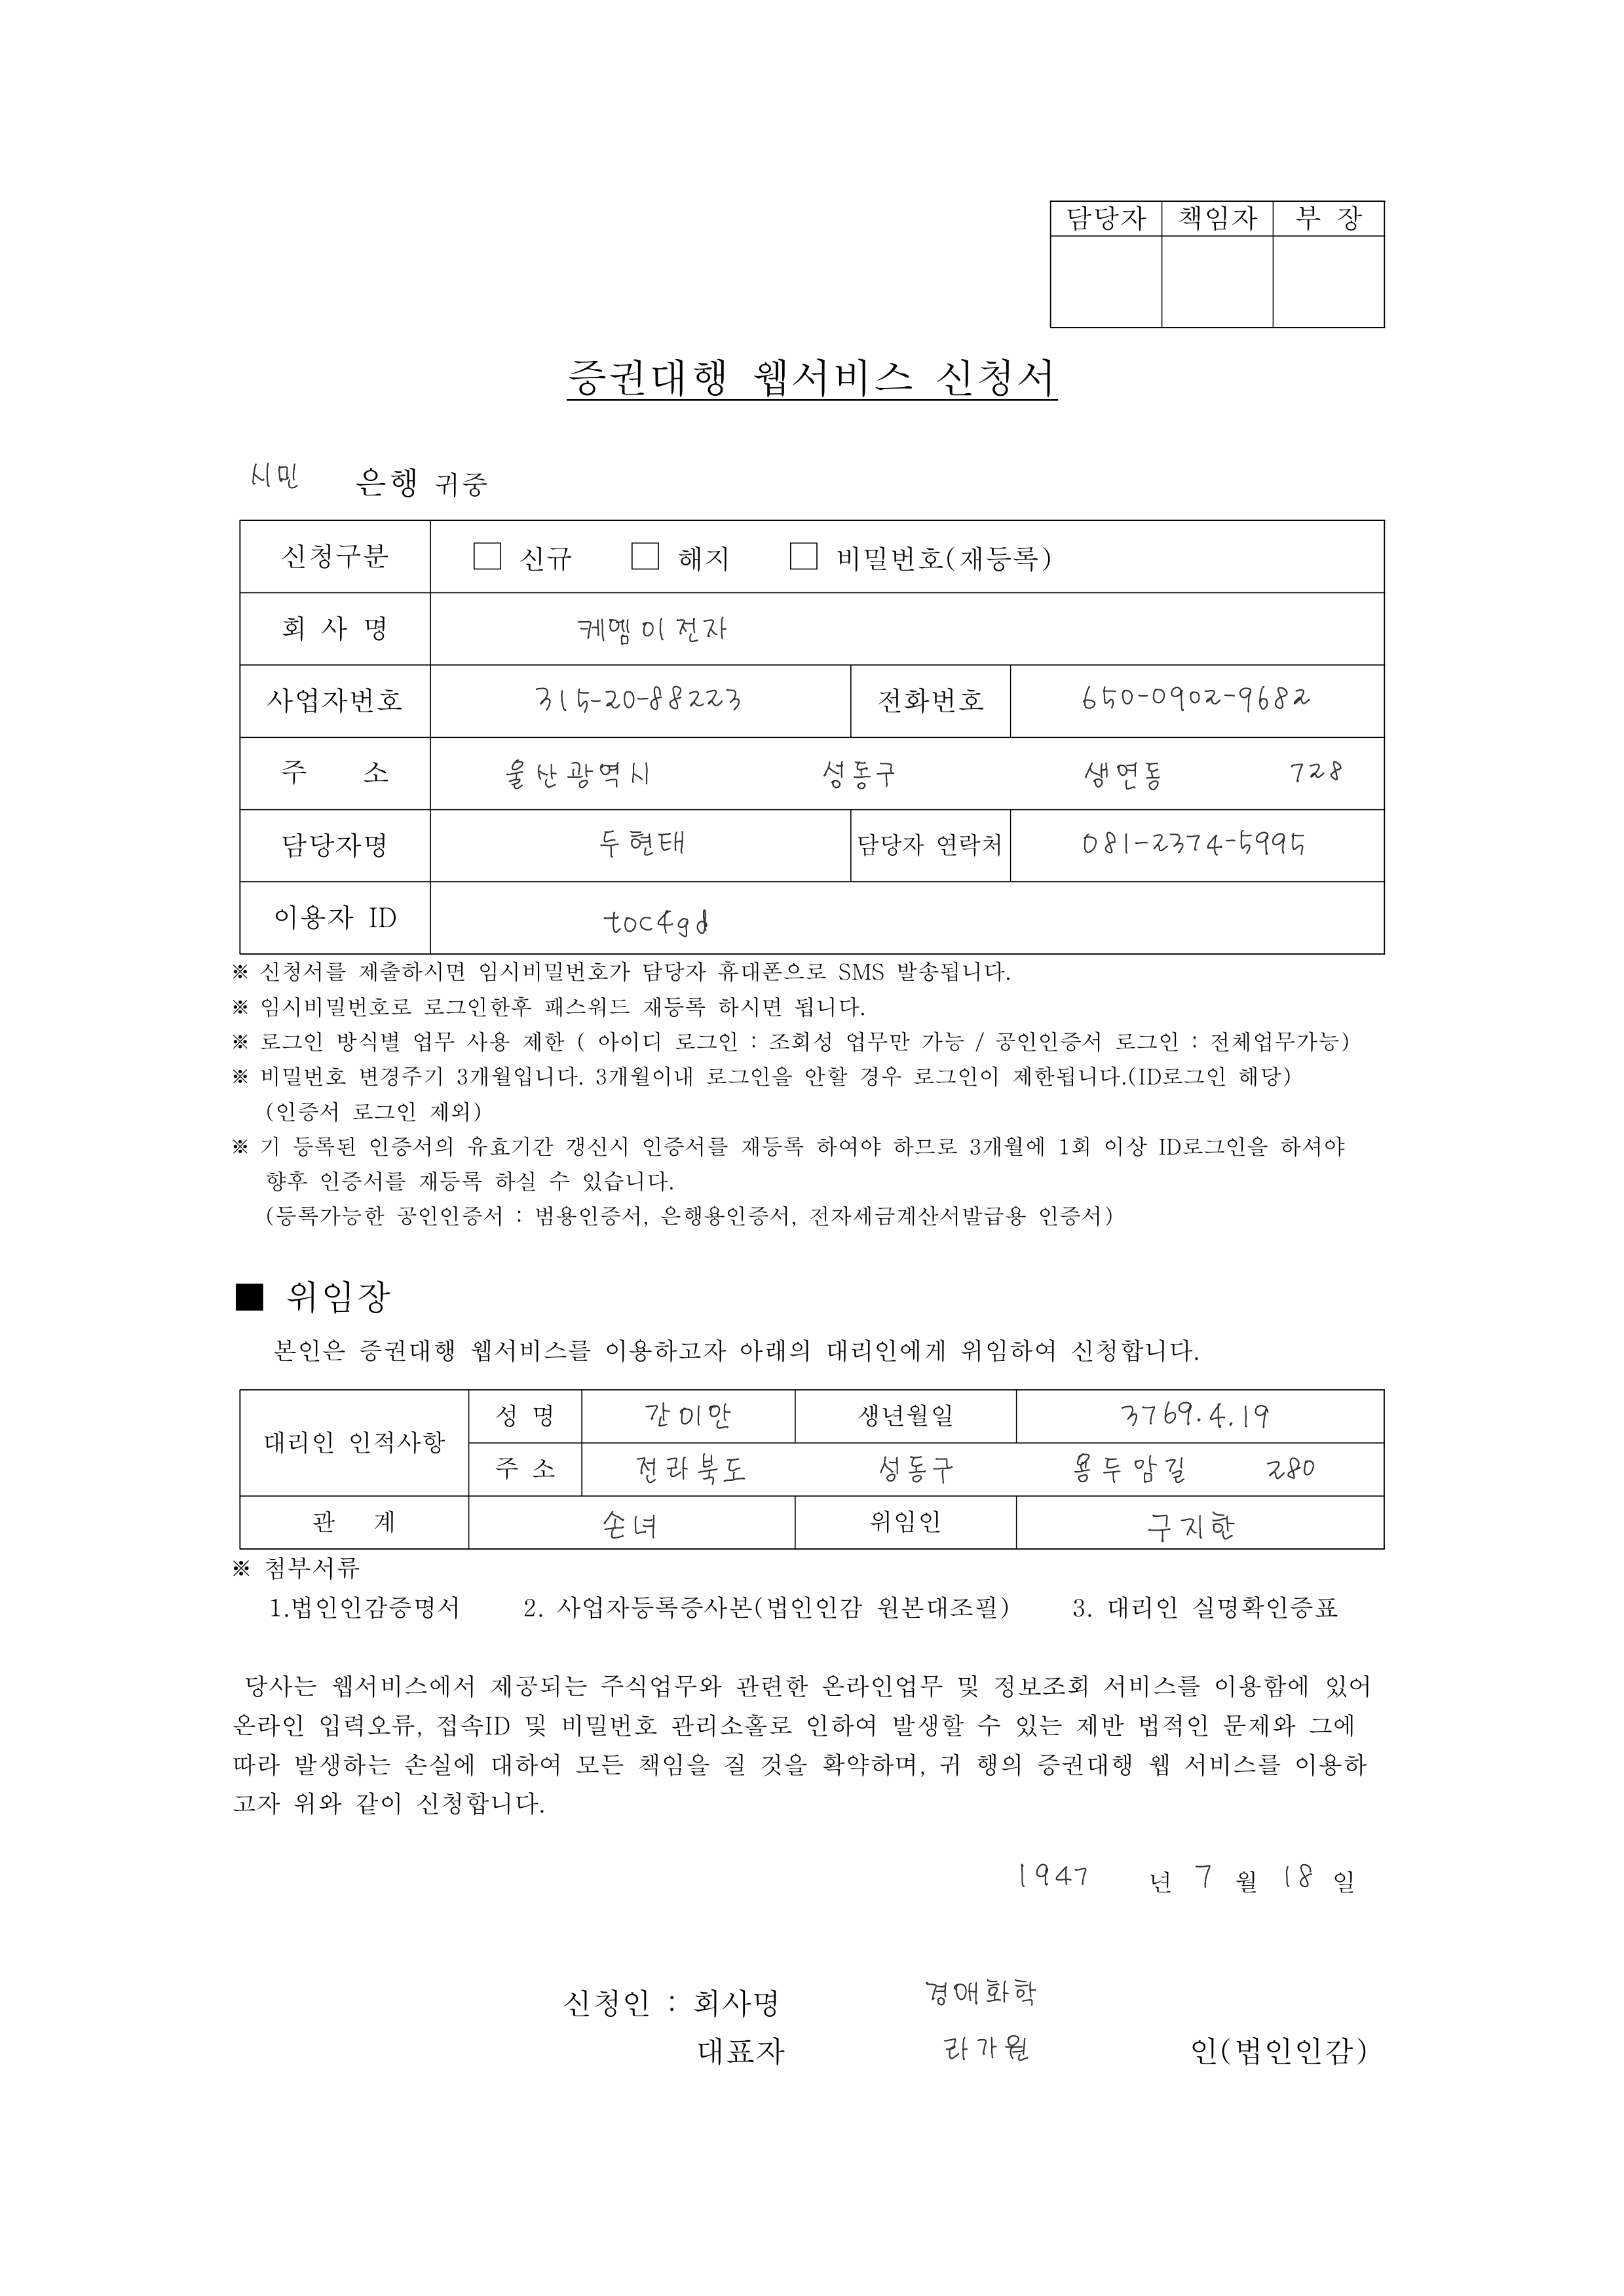 담당자 책임자 부 장
증권대행 웹서비스 신청서
시민 은행 귀중
신청구분 □ 신규 □ 해지 □ 비밀번호(재등록)
회 사 명 케엠이전자
사업자번호 315-20-88223 전화번호 650-0902-9682
주 소 울산광역시 성동구 생연동 728
담당자명 두현태 담당자 연락처 081-2374-5995
이용자 ID toc4gd
※ 신청서를 제출하시면 임시비밀번호가 담당자 휴대폰으로 SMS 발송됩니다.
※ 임시비밀번호로 로그인한후 패스워드 재등록 하시면 됩니다.
※ 로그인 방식별 업무 사용 제한 ( 아이디 로그인 : 조회성 업무만 가능 / 공인인증서 로그인 : 전체업무가능)
※ 비밀번호 변경주기 3개월입니다. 3개월이내 로그인을 안할 경우 로그인이 제한됩니다.(ID로그인 해당)
(인증서 로그인 제외)
※ 기 등록된 인증서의 유효기간 갱신시 인증서를 재등록 하여야 하므로 3개월에 1회 이상 ID로그인을 하셔야
향후 인증서를 재등록 하실 수 있습니다.
(등록가능한 공인인증서 : 범용인증서, 은행용인증서, 전자세금계산서발급용 인증서)
■ 위임장
본인은 증권대행 웹서비스를 이용하고자 아래의 대리인에게 위임하여 신청합니다.
대리인 인적사항 성 명 간이안 생년월일 3769.4.19
주 소 전라북도 성동구 용두암길 280
관 계 손녀 위임인 구지한
※ 첨부서류
1.법인인감증명서 2. 사업자등록증사본(법인인감 원본대조필) 3. 대리인 실명확인증표
당사는 웹서비스에서 제공되는 주식업무와 관련한 온라인업무 및 정보조회 서비스를 이용함에 있어
온라인 입력오류, 접속ID 및 비밀번호 관리소홀로 인하여 발생할 수 있는 제반 법적인 문제와 그에
따라 발생하는 손실에 대하여 모든 책임을 질 것을 확약하며, 귀 행의 증권대행 웹 서비스를 이용하
고자 위와 같이 신청합니다.
1947 년 7 월 18 일
신청인 : 회사명 경애화학
대표자 라가원 인(법인인감)